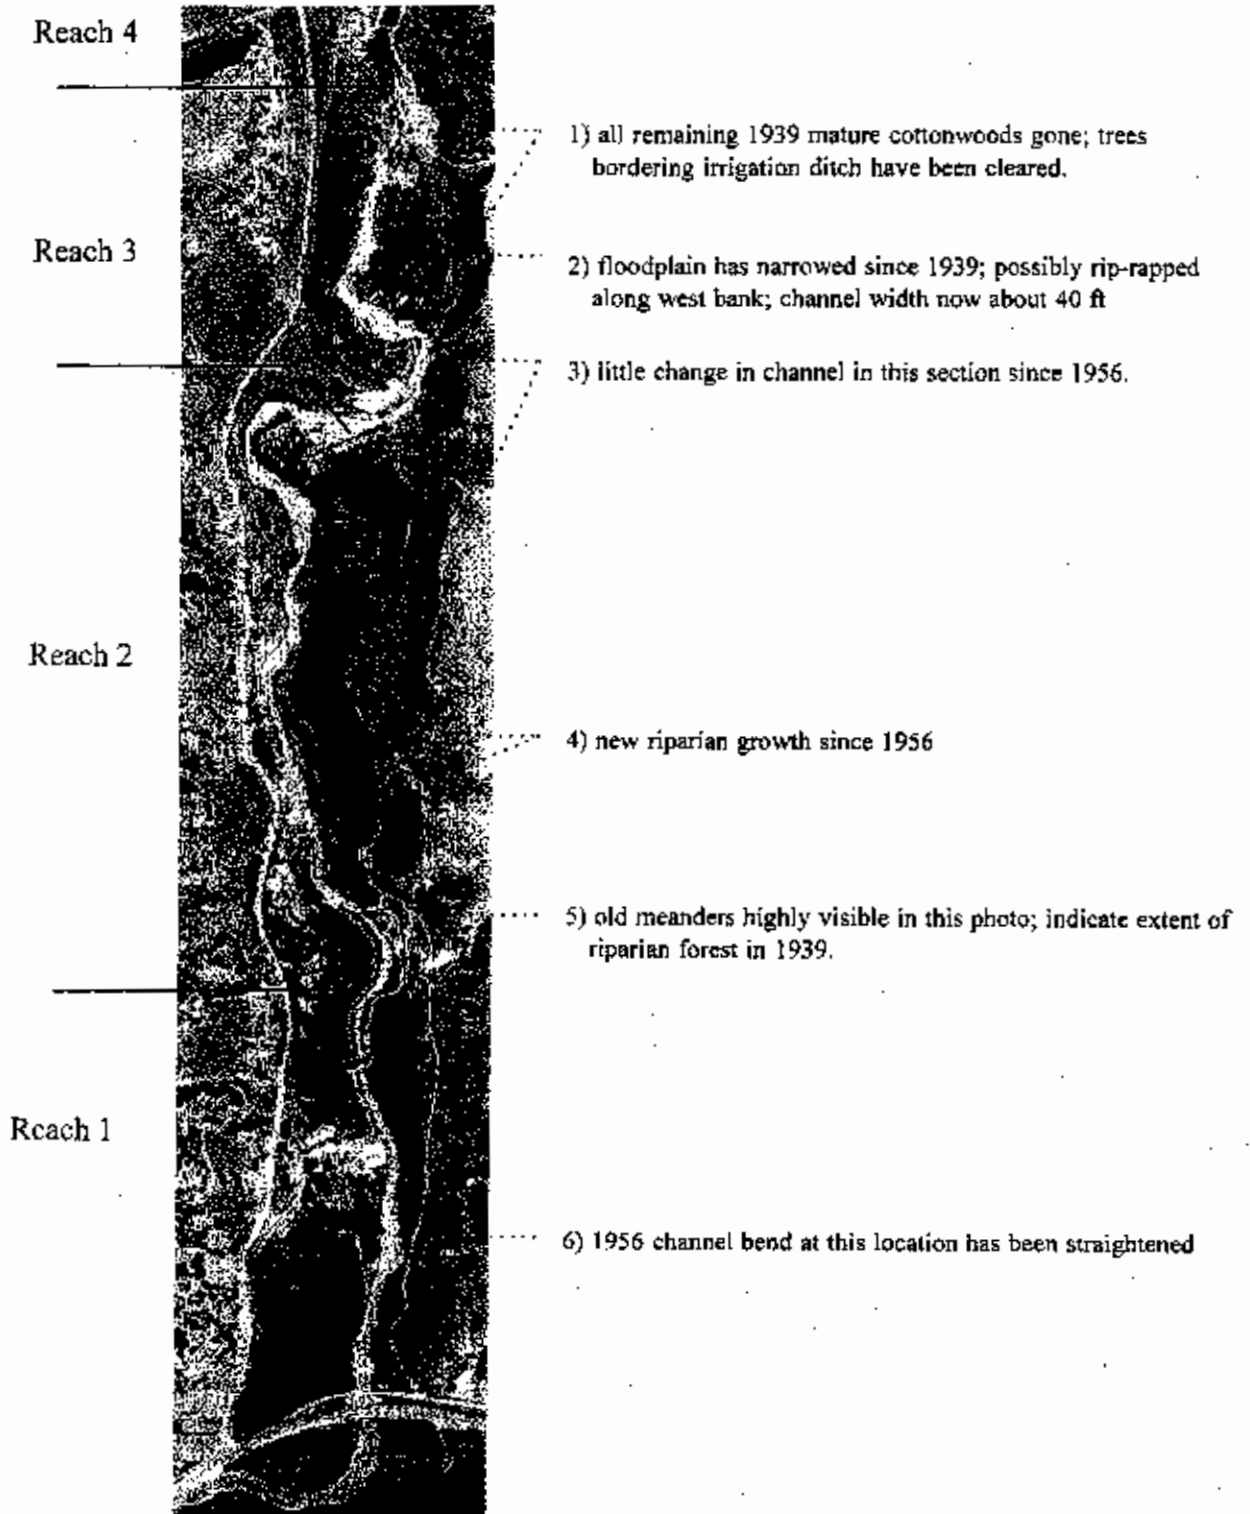 Reach 4
1) all remaining 1939 mature cottonwoods gone; trees
bordering irrigation ditch have been cleared.
Reach 3
2) floodplain has narrowed since 1939; possibly rip-rapped
along west bank; channel width now about 40 ft
3) little change in channel in this section since 1956.
Reach 2
4) new riparian growth since 1956
5) old meanders highly visible in this photo; indicate extent of
riparian forest in 1939.
Reach 1
6) 1956 channel bend at this location has been straightened